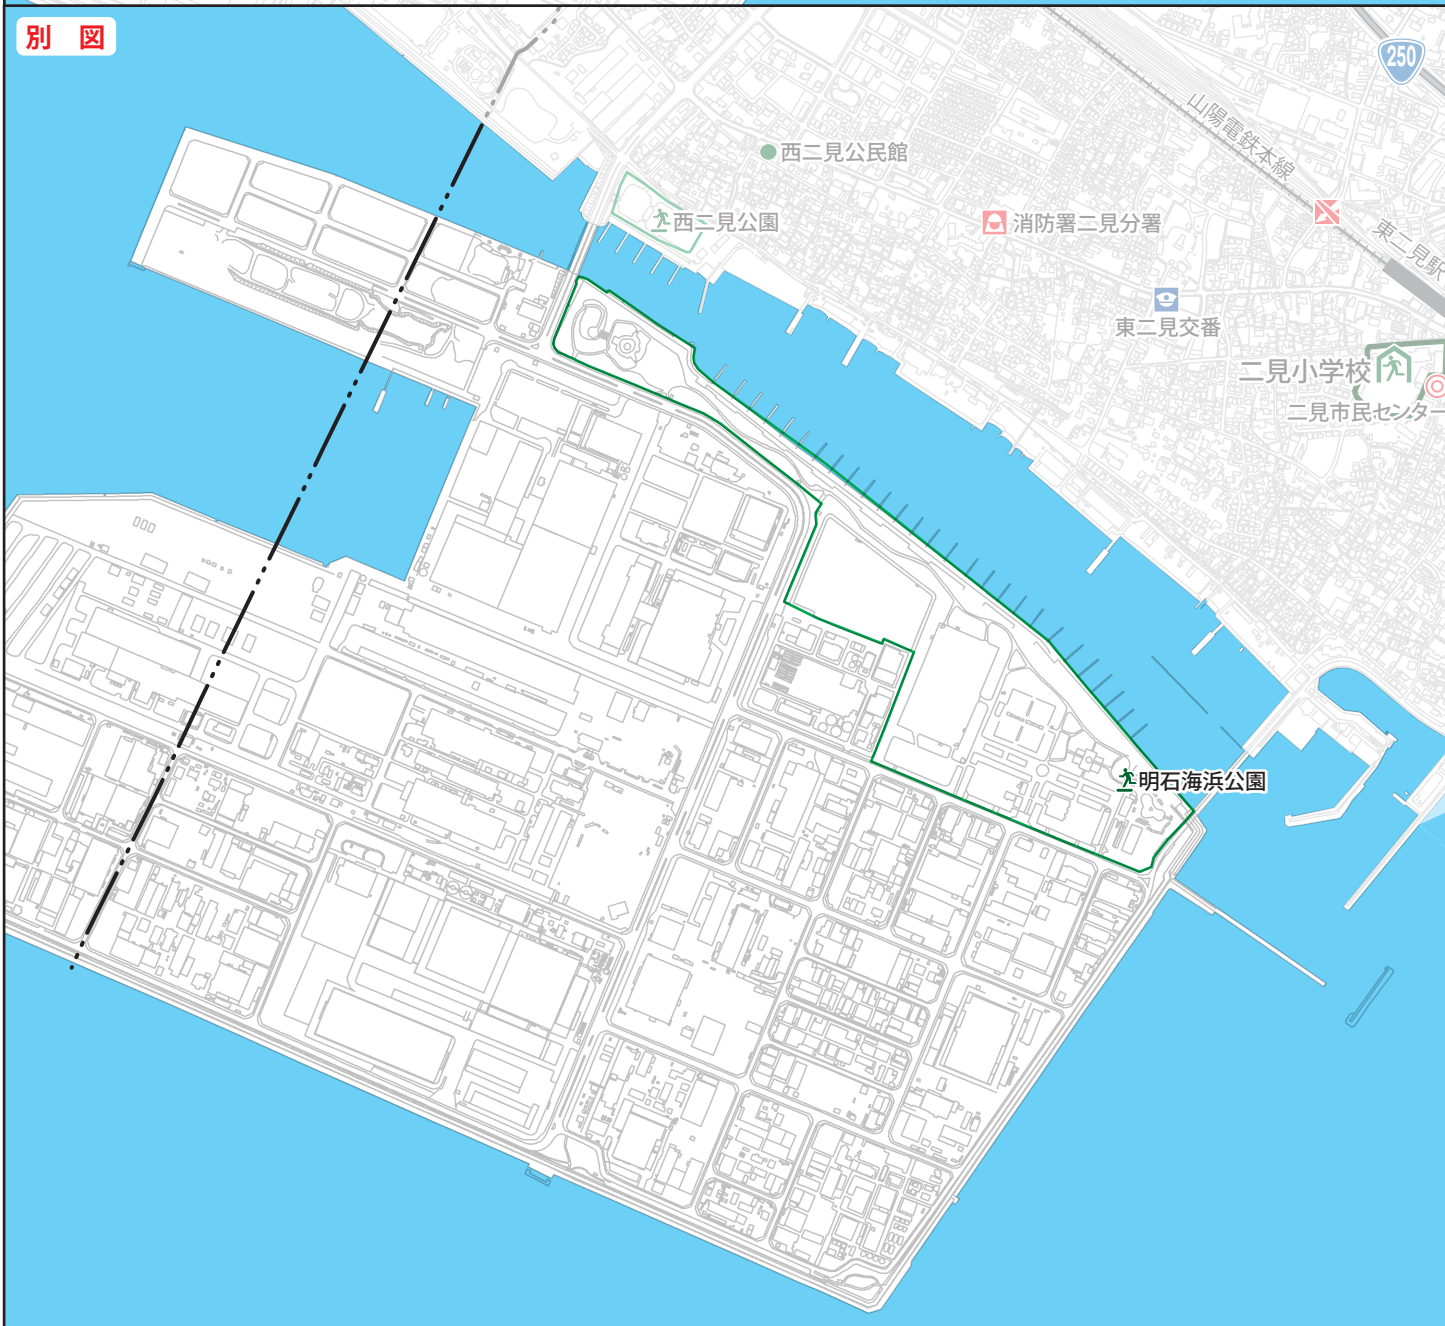 別 図
250
山陽電鉄本線
西二見公民館
西二見公園
消防署二見分署
東二見駅
東二見交番
二見小学校
二見市民センター
明石海浜公園